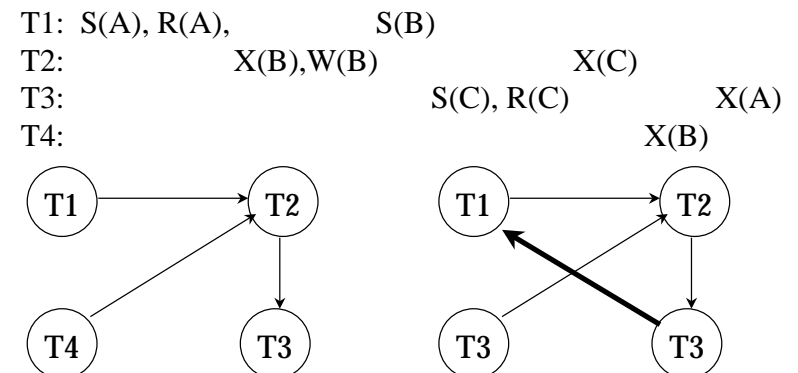 T1: S(A), R(A), S(B)
T2: X(B),W(B) X(C)
T3: S(C), R(C) X(A)
T4: X(B)
T1 T2 T1 T2
T4 T3 T3 T3